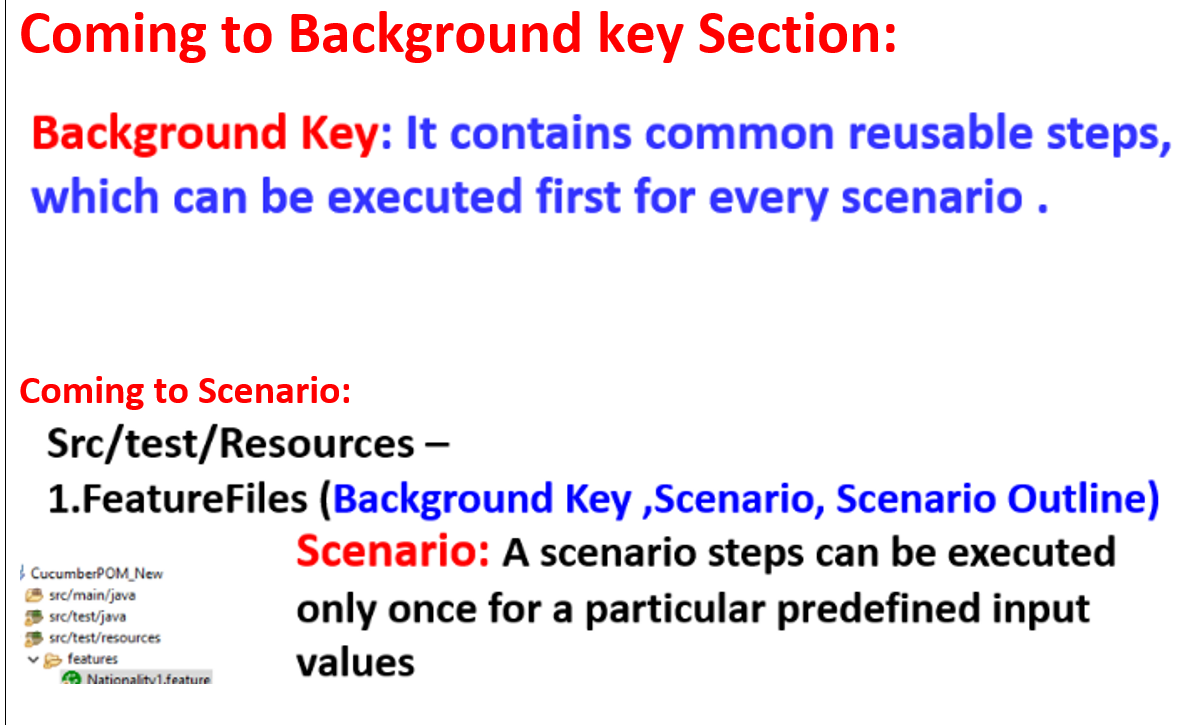 Coming to Background key Section:
Background Key: It contains common reusable steps,
which can be executed first for every scenario .
Coming to Scenario:
Src/test/Resources –
1.FeatureFiles (Background Key ,Scenario, Scenario Outline)
Scenario: A scenario steps can be executed
only once for a particular predefined input
values
CucumberPOM_New
src/main/java
src/test/java
src/test/resources
features
Nationality1.feature